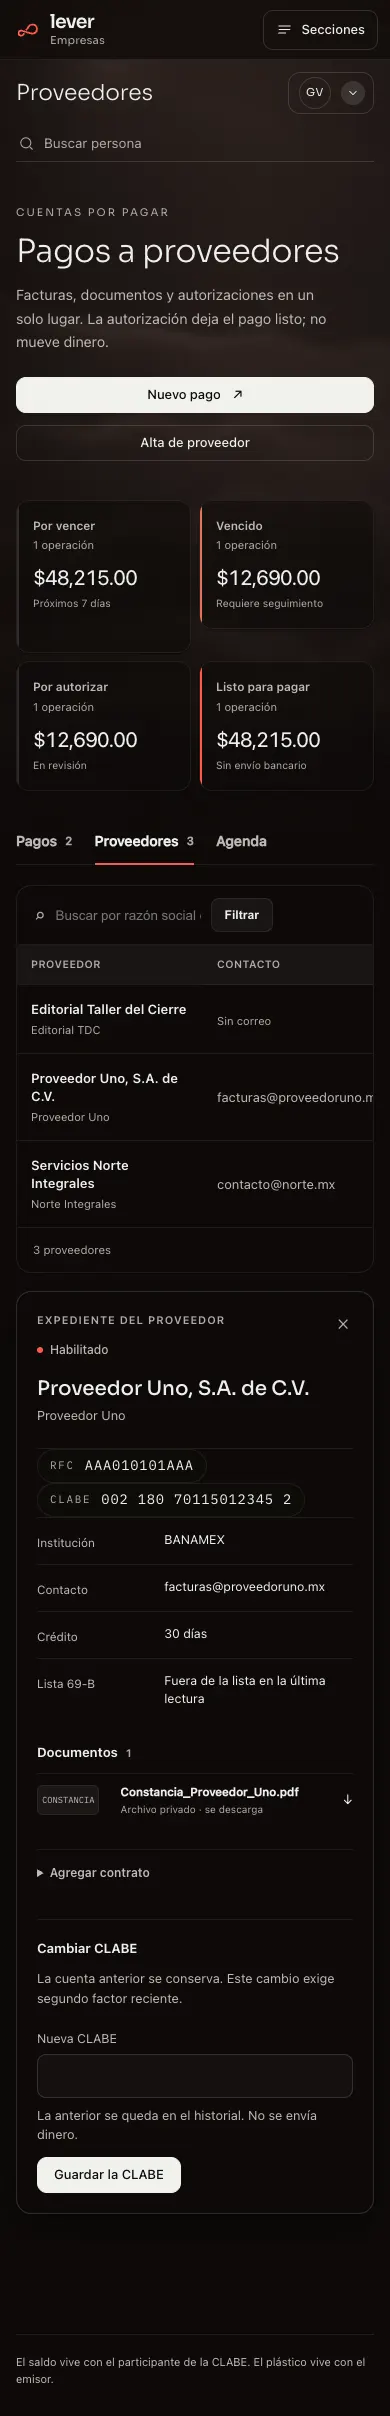 lever
Empresas
Secciones
Proveedores
GV
Buscar persona
CUENTAS POR PAGAR
Pagos a proveedores
Facturas, documentos y autorizaciones en un
solo lugar. La autorización deja el pago listo; no
mueve dinero.
Nuevo pago
Alta de proveedor
Por vencer
1 operación
$48,215.00
Próximos 7 días
Vencido
1 operación
$12,690.00
Requiere seguimiento
Por autorizar
1 operación
$12,690.00
En revisión
Listo para pagar
1 operación
$48,215.00
Sin envío bancario
Pagos 2
Proveedores 3
Agenda
Buscar por razón social
Filtrar
PROVEEDOR
CONTACTO
Editorial Taller del Cierre
Editorial TDC
Sin correo
Proveedor Uno, S.A. de
C.V.
Proveedor Uno
facturas@proveedoruno.m
Servicios Norte
Integrales
Norte Integrales
contacto@norte.mx
3 proveedores
EXPEDIENTE DEL PROVEEDOR
Habilitado
Proveedor Uno, S.A. de C.V.
Proveedor Uno
RFC AAA010101AAA
CLABE 002 180 70115012345 2
Institución
BANAMEX
Contacto
facturas@proveedoruno.mx
Crédito
30 días
Lista 69-B
Fuera de la lista en la última
lectura
Documentos 1
CONSTANCIA
Constancia_Proveedor_Uno.pdf
Archivo privado · se descarga
Agregar contrato
Cambiar CLABE
La cuenta anterior se conserva. Este cambio exige
segundo factor reciente.
Nueva CLABE
La anterior se queda en el historial. No se envía
dinero.
Guardar la CLABE
El saldo vive con el participante de la CLABE. El plástico vive con el
emisor.